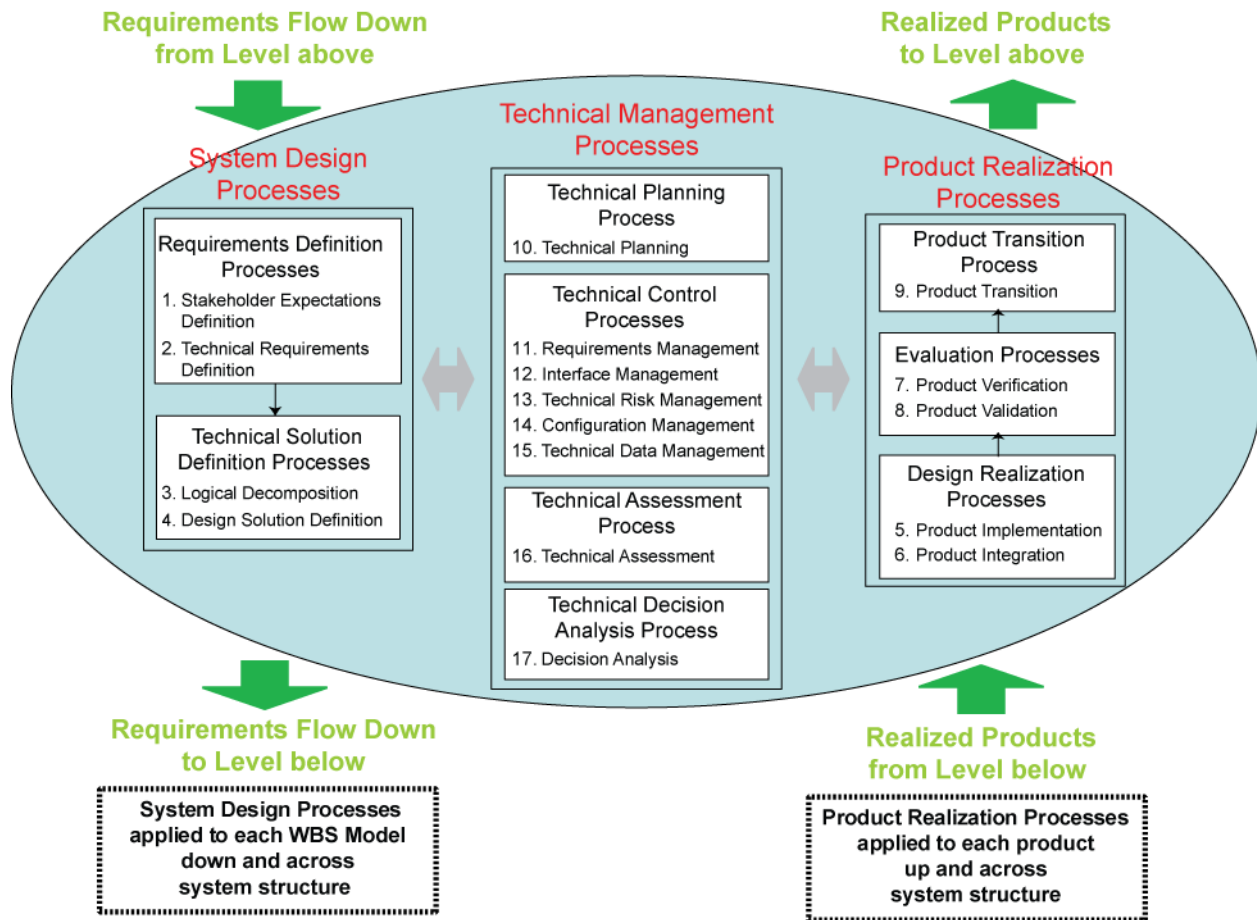 Requirements Flow Down
from Level above
Realized Products
to Level above
System Design
Processes
Requirements Definition
Processes
1. Stakeholder Expectations
Definition
2. Technical Requirements
Definition
Technical Solution
Definition Processes
3. Logical Decomposition
4. Design Solution Definition
Technical Management
Processes
Technical Planning
Process
10. Technical Planning
Technical Control
Processes
11. Requirements Management
12. Interface Management
13. Technical Risk Management
14. Configuration Management
15. Technical Data Management
Technical Assessment
Process
16. Technical Assessment
Technical Decision
Analysis Process
17. Decision Analysis
Product Realization
Processes
Product Transition
Process
9. Product Transition
Evaluation Processes
7. Product Verification
8. Product Validation
Design Realization
Processes
5. Product Implementation
6. Product Integration
Requirements Flow Down
to Level below
System Design Processes
applied to each WBS Model
down and across
system structure
Realized Products
from Level below
Product Realization Processes
applied to each product
up and across
system structure